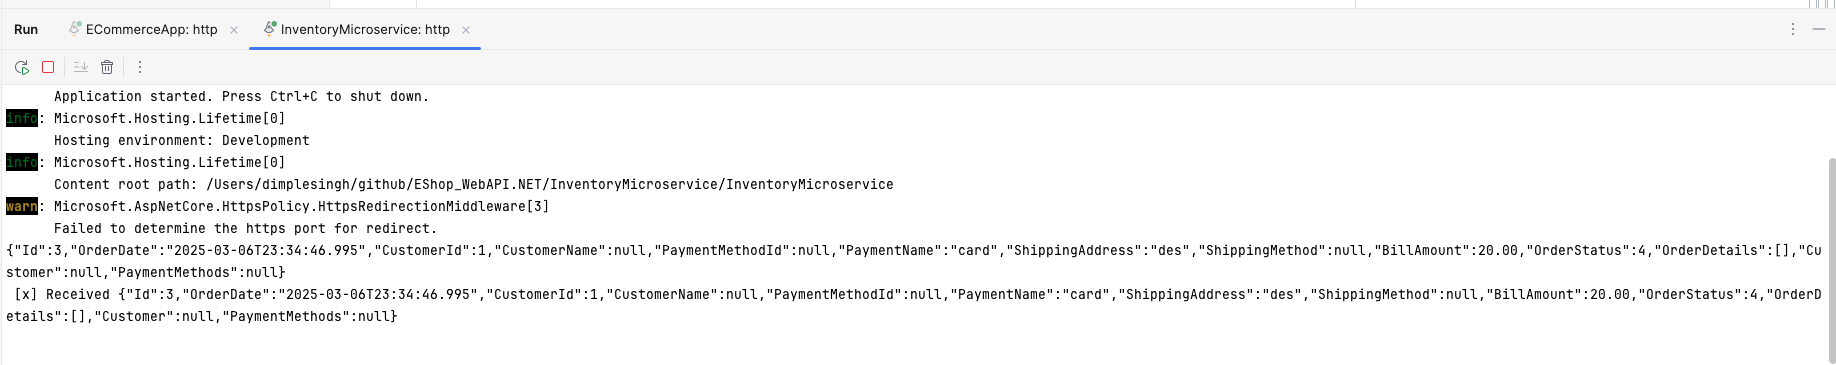 Run ECommerceApp: http InventoryMicroservice: http
Application started. Press Ctrl+C to shut down.
info: Microsoft.Hosting.Lifetime[0]
Hosting environment: Development
info: Microsoft.Hosting.Lifetime[0]
Content root path: /Users/dimplesingh/github/EShop_WebAPI.NET/InventoryMicroservice/InventoryMicroservice
warn: Microsoft.AspNetCore.HttpsPolicy.HttpsRedirectionMiddleware[3]
Failed to determine the https port for redirect.
{"Id":3,"OrderDate":"2025-03-06T23:34:46.995","CustomerId":1,"CustomerName":null,"PaymentMethodId":null,"PaymentName":"card","ShippingAddress":"des","ShippingMethod":null,"BillAmount":20.00,"OrderStatus":4,"OrderDetails":[],"Cu
stomer":null,"PaymentMethods":null}
[x] Received {"Id":3,"OrderDate":"2025-03-06T23:34:46.995","CustomerId":1,"CustomerName":null,"PaymentMethodId":null,"PaymentName":"card","ShippingAddress":"des","ShippingMethod":null,"BillAmount":20.00,"OrderStatus":4,"OrderD
etails":[],"Customer":null,"PaymentMethods":null}